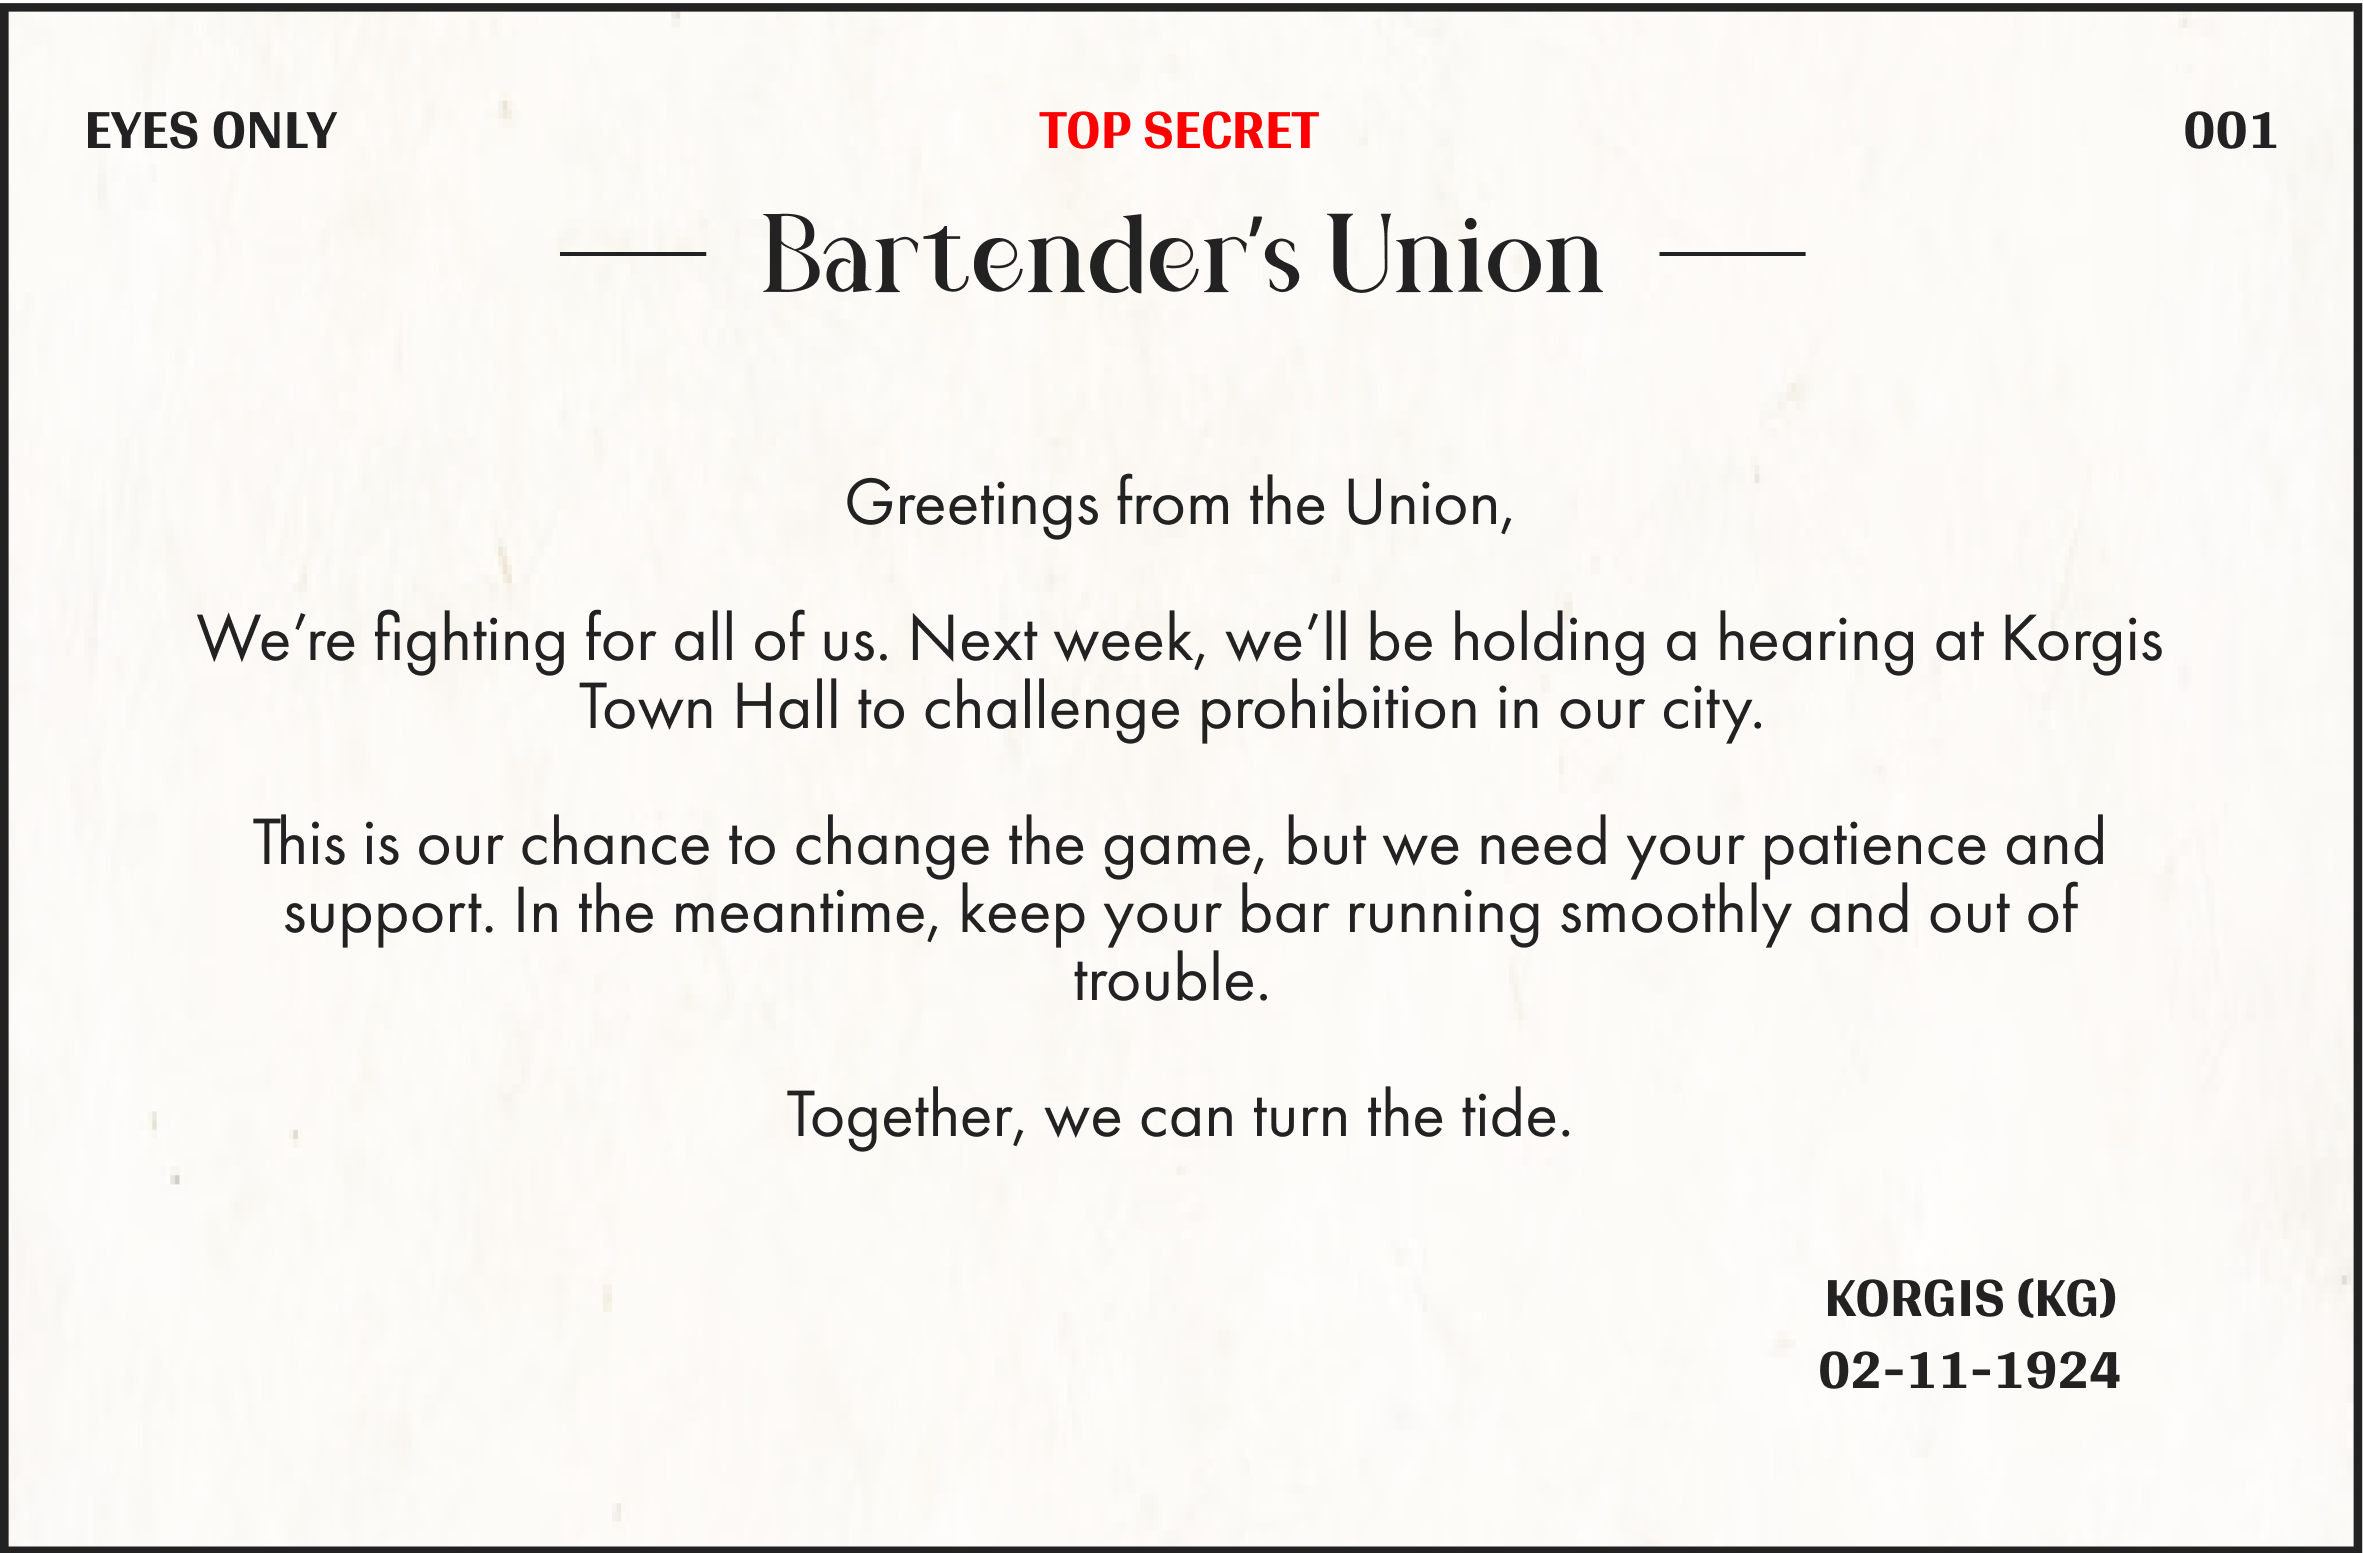 EYES ONLY
TOP SECRET
001
Bartender’s Union
Greetings from the Union,
We’re fighting for all of us. Next week, we’ll be holding a hearing at Korgis
Town Hall to challenge prohibition in our city.
This is our chance to change the game, but we need your patience and
support. In the meantime, keep your bar running smoothly and out of
trouble.
Together, we can turn the tide.
KORGIS (KG)
02-11-1924